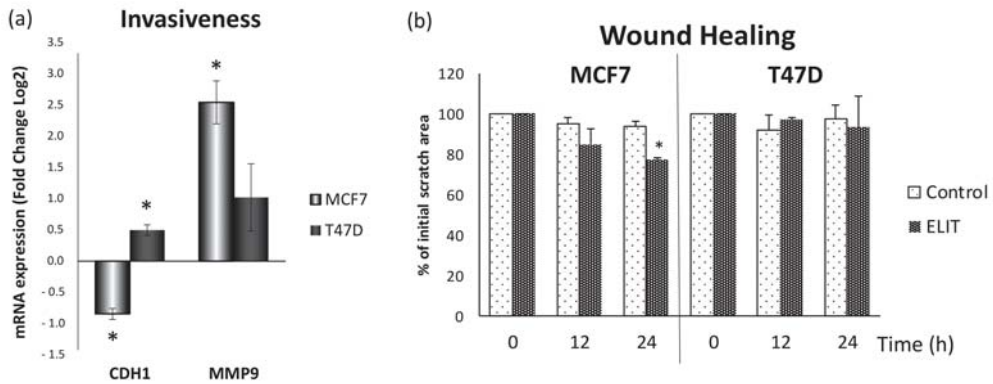 (a)
Invasiveness
mRNA expression (Fold Change Log2)
3.5
3.0
2.5
2.0
1.5
1.0
0.5
0.0
- 0.5
- 1.0
- 1.5
*
*
*
CDH1 MMP9
MCF7
T47D
(b)
Wound Healing
MCF7 T47D
% of initial scratch area
120
100
80
60
40
20
0
*
0 12 24 0 12 24 Time (h)
Control
ELIT